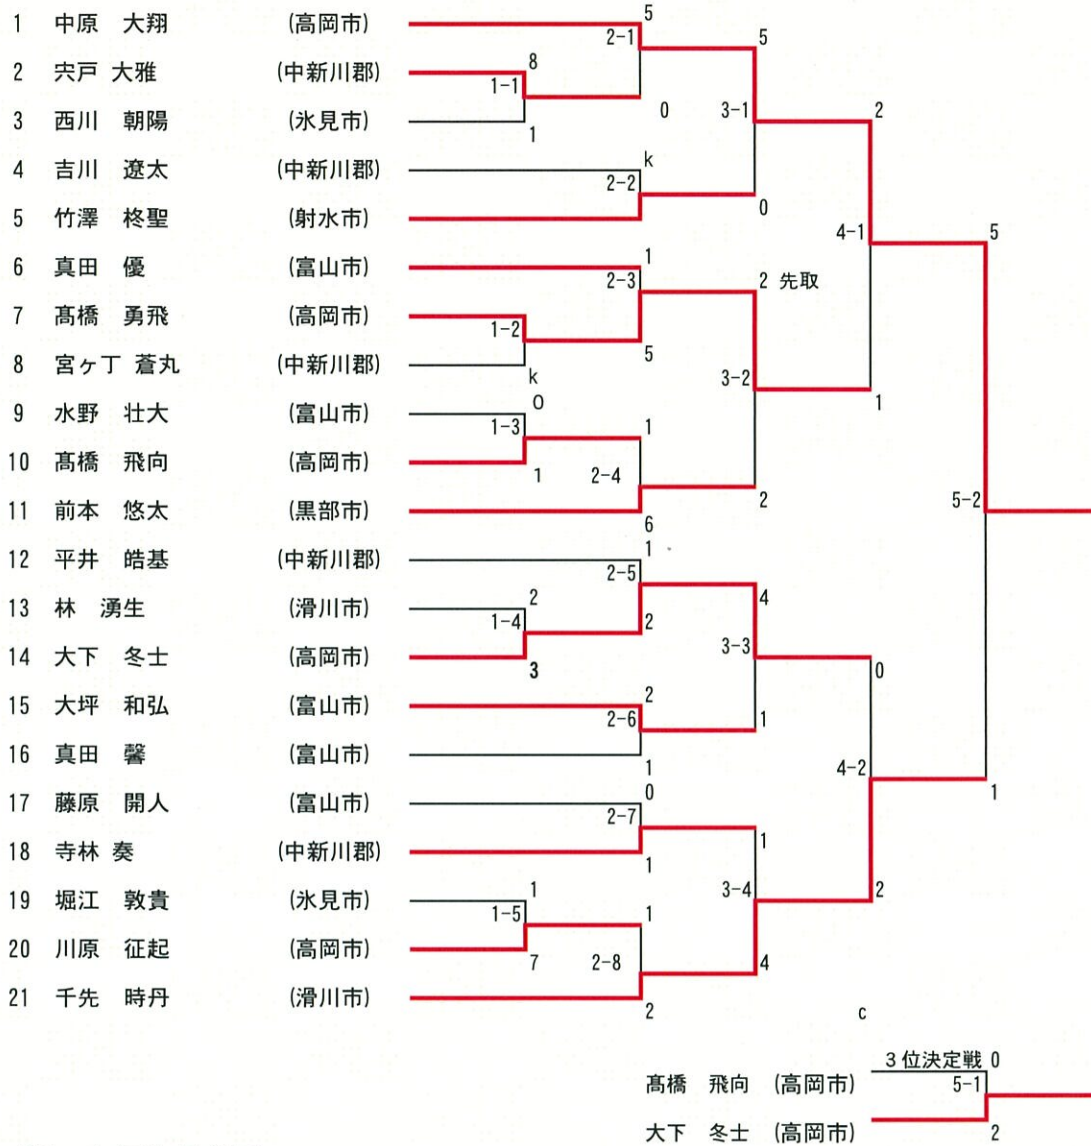 5
1 中原 大翔 (高岡市)
2-1 5
8
2 宍戸 大雅 (中新川郡)
1-1
0 3-1 2
3 西川 朝陽 (氷見市)
1
k
4 吉川 遼太 (中新川郡)
2-2
0
5 竹澤 柊聖 (射水市)
4-1 5
1
6 真田 優 (富山市)
2-3 2 先取
7 髙橋 勇飛 (高岡市)
1-2
5
8 宮ヶ丁 蒼丸 (中新川郡)
k 3-2
0 1
9 水野 壮大 (富山市)
1-3 1
10 髙橋 飛向 (高岡市)
1 2-4
11 前本 悠太 (黒部市)
2 5-2
6
1
12 平井 皓基 (中新川郡)
2-5
2 4
13 林 湧生 (滑川市)
1-4 2
3-3
14 大下 冬士 (高岡市)
3 0
2
15 大坪 和弘 (富山市)
2-6 1
16 真田 馨 (富山市)
1 4-2
0 1
17 藤原 開人 (富山市)
2-7
1
18 寺林 奏 (中新川郡)
1
1 3-4 2
19 堀江 敦貴 (氷見市)
1-5 1
20 川原 征起 (高岡市)
7 2-8 4
21 千先 時丹 (滑川市)
2 c
3位決定戦 0
髙橋 飛向 (高岡市) 5-1
大下 冬士 (高岡市) 2